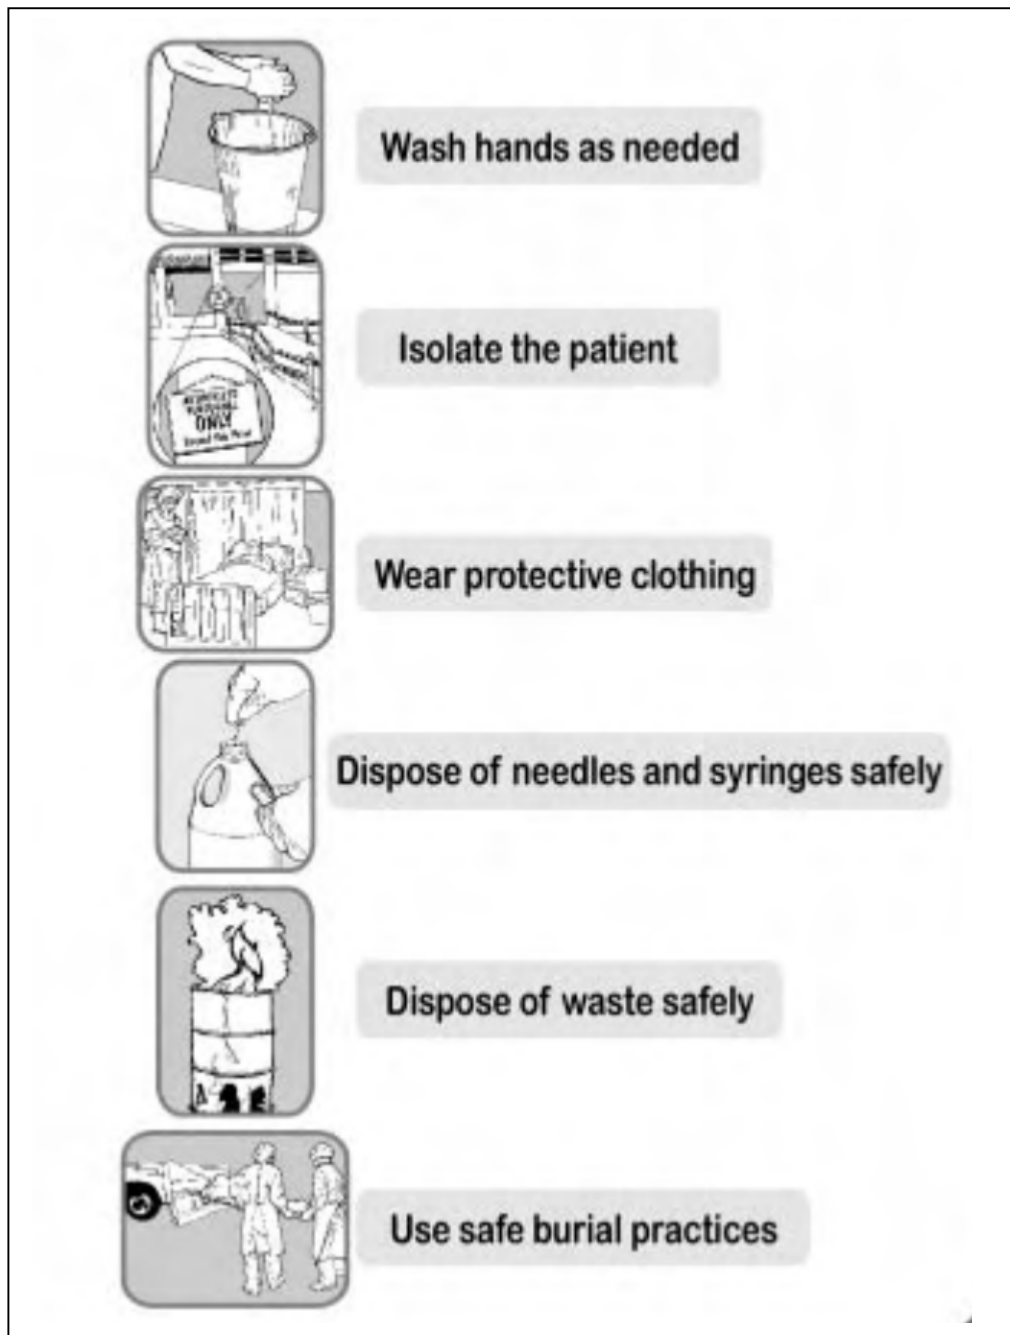 Wash hands as needed
Isolate the patient
ONLY
Wear protective clothing
Dispose of needles and syringes safely
Dispose of waste safely
Use safe burial practices